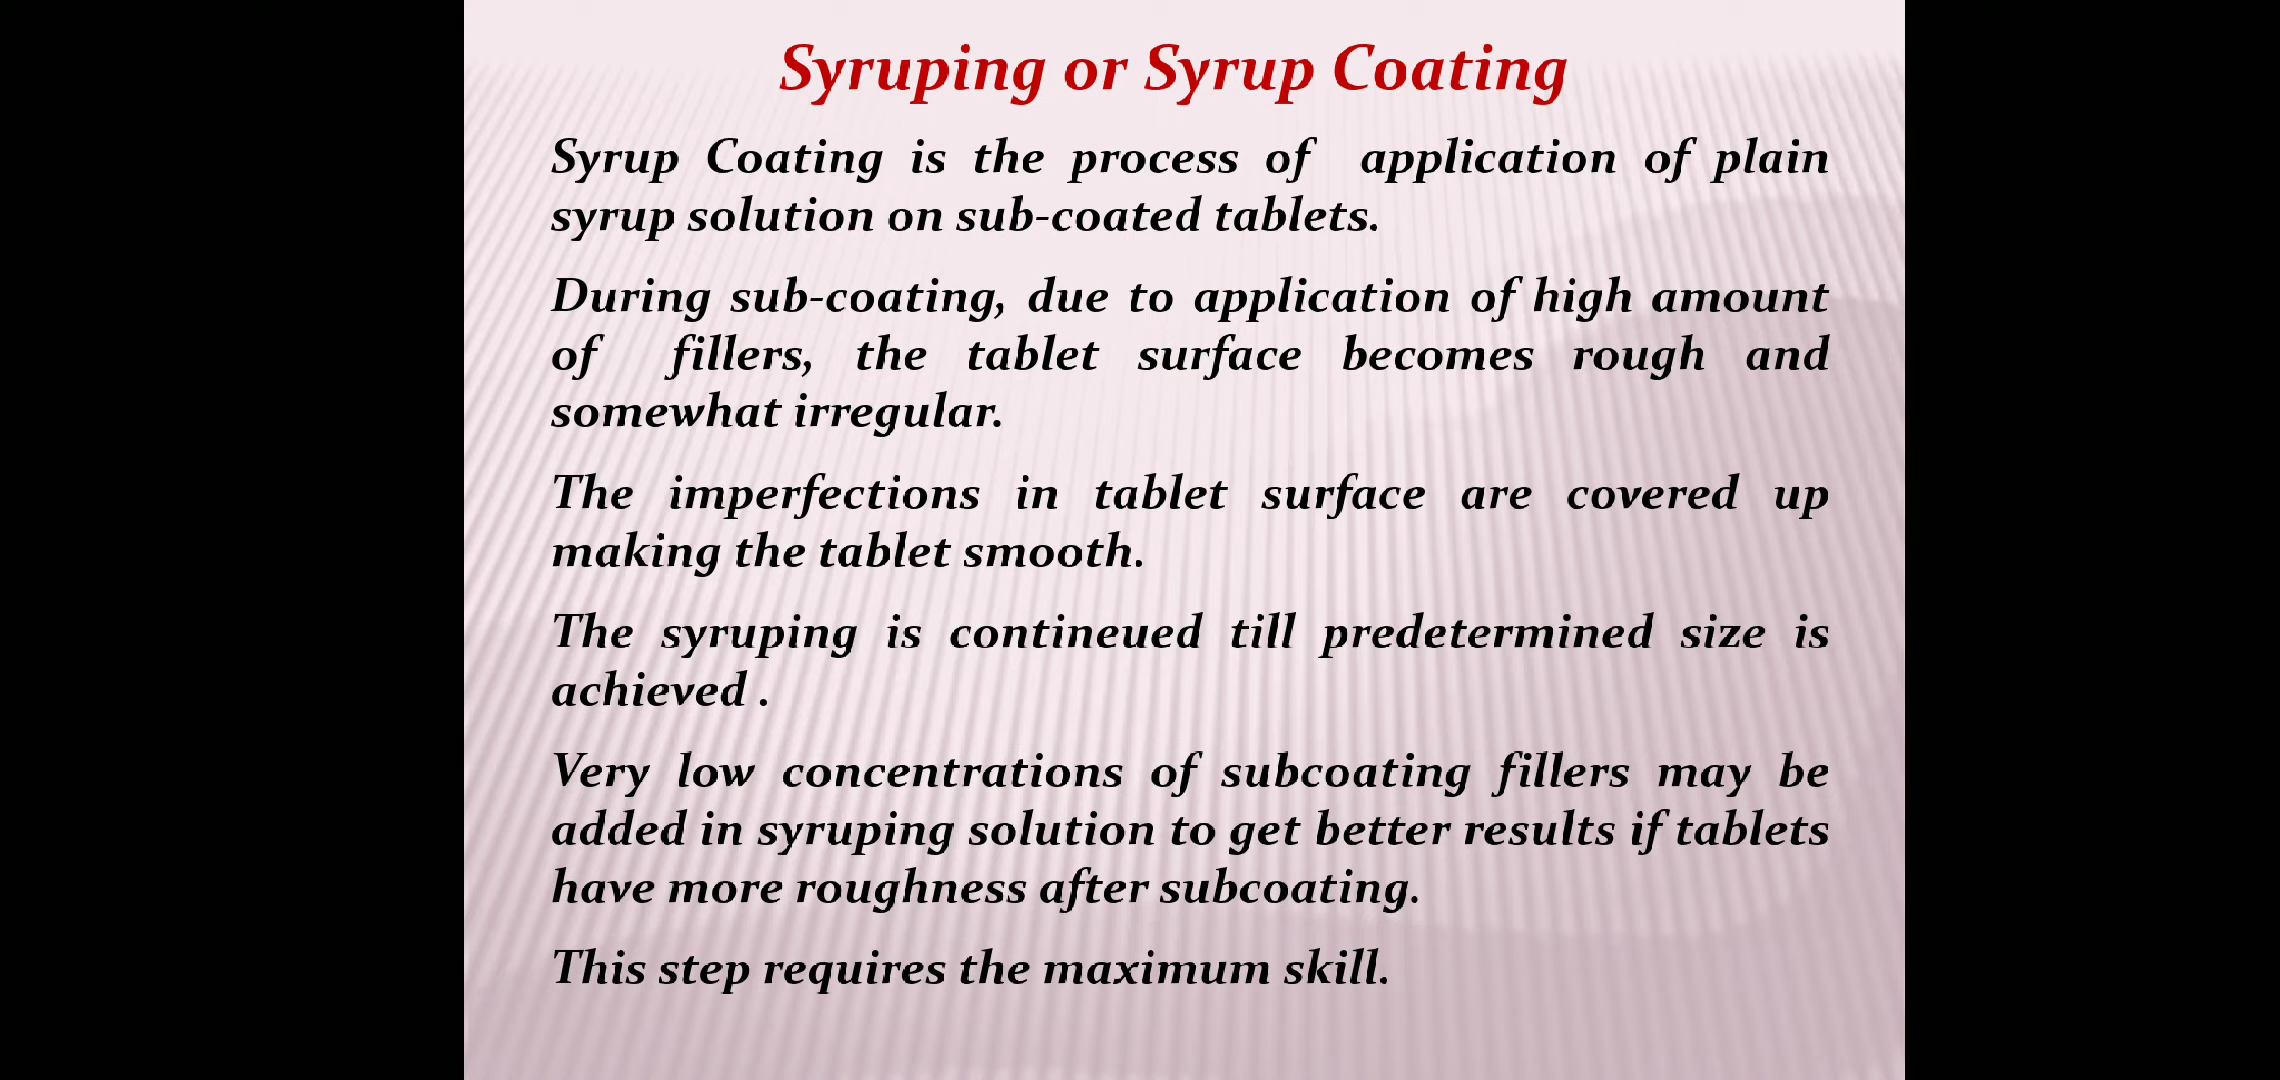 Syruping or Syrup Coating
Syrup Coating is the process of application of plain
syrup solution on sub-coated tablets.
During sub-coating, due to application of high amount
of fillers, the tablet surface becomes rough and
somewhat irregular.
The imperfections in tablet surface are covered up
making the tablet smooth.
The syruping is contineued till predetermined size is
achieved .
Very low concentrations of subcoating fillers may be
added in syruping solution to get better results if tablets
have more roughness after subcoating.
This step requires the maximum skill.